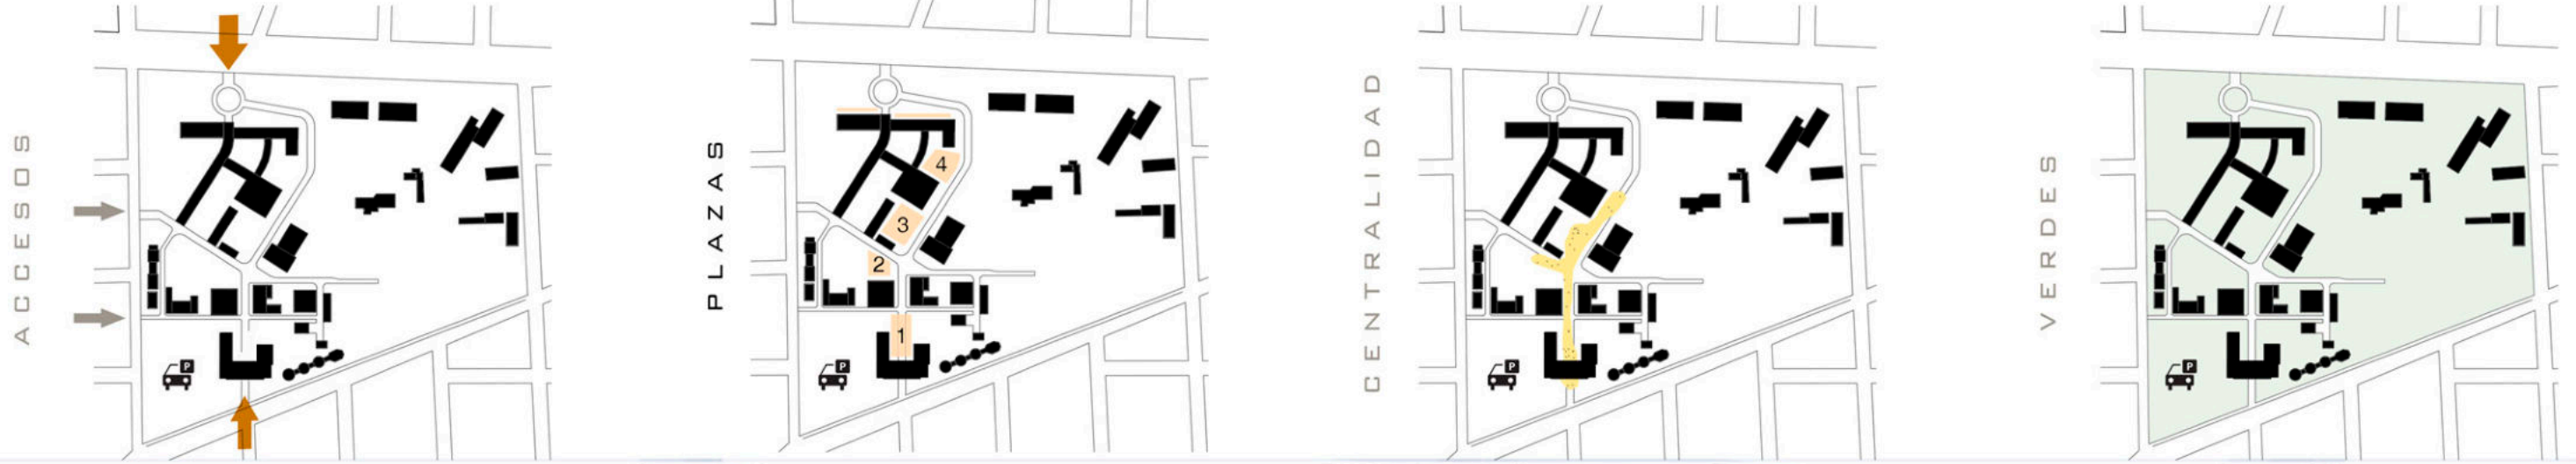 ACCESOS
P
PLAZAS
4
3
2
1
P
CENTRALIDAD
P
VERDES
P